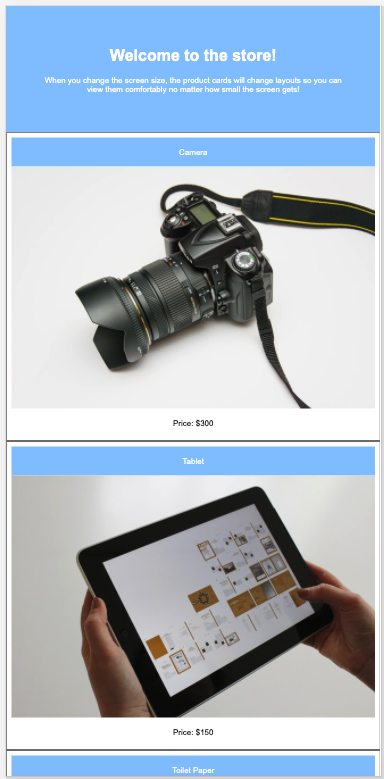 Welcome to the store!
When you change the screen size, the product cards will change layouts so you can
view them comfortably no matter how small the screen gets!
Camera
Price: $300
Tablet
Price: $150
Toilet Paper